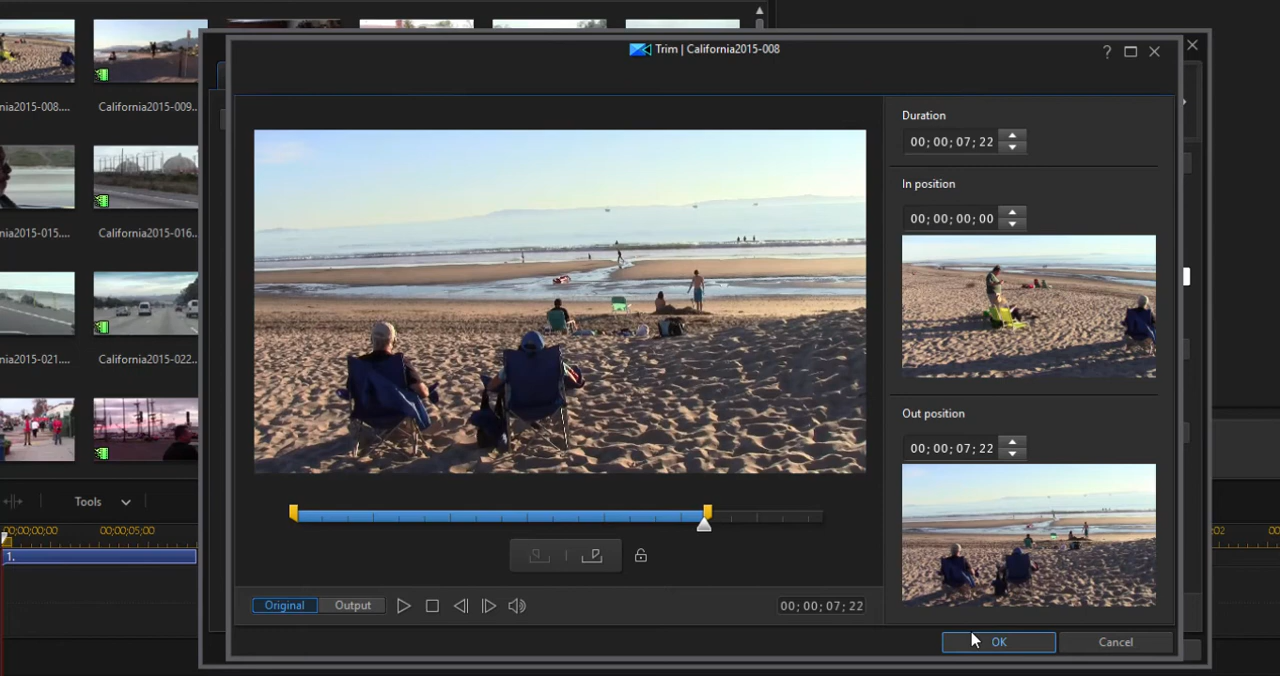 Trim | California2015-008
?
nia2015-008.... California2015-009...
nia2015-015.... California2015-016...
nia2015-021.... California2015-022...
Duration
00; 00; 07; 22
In position
00; 00; 00; 00
Out position
00; 00; 07; 22
Tools
00;00;00;00 00;00;05;00
;02
1.
Original Output
00; 00; 07; 22
OK Cancel